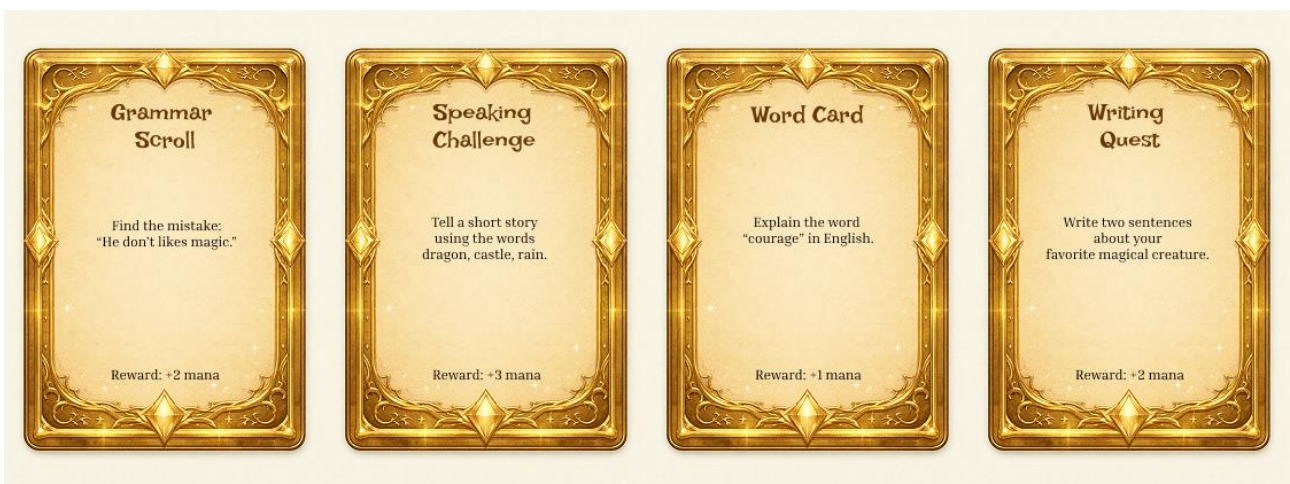 Grammar
Scroll
Find the mistake:
“He don’t likes magic.”
Reward: +2 mana
Speaking
Challenge
Tell a short story
using the words
dragon, castle, rain.
Reward: +3 mana
Word Card
Explain the word
“courage” in English.
Reward: +1 mana
Writing
Quest
Write two sentences
about your
favorite magical creature.
Reward: +2 mana